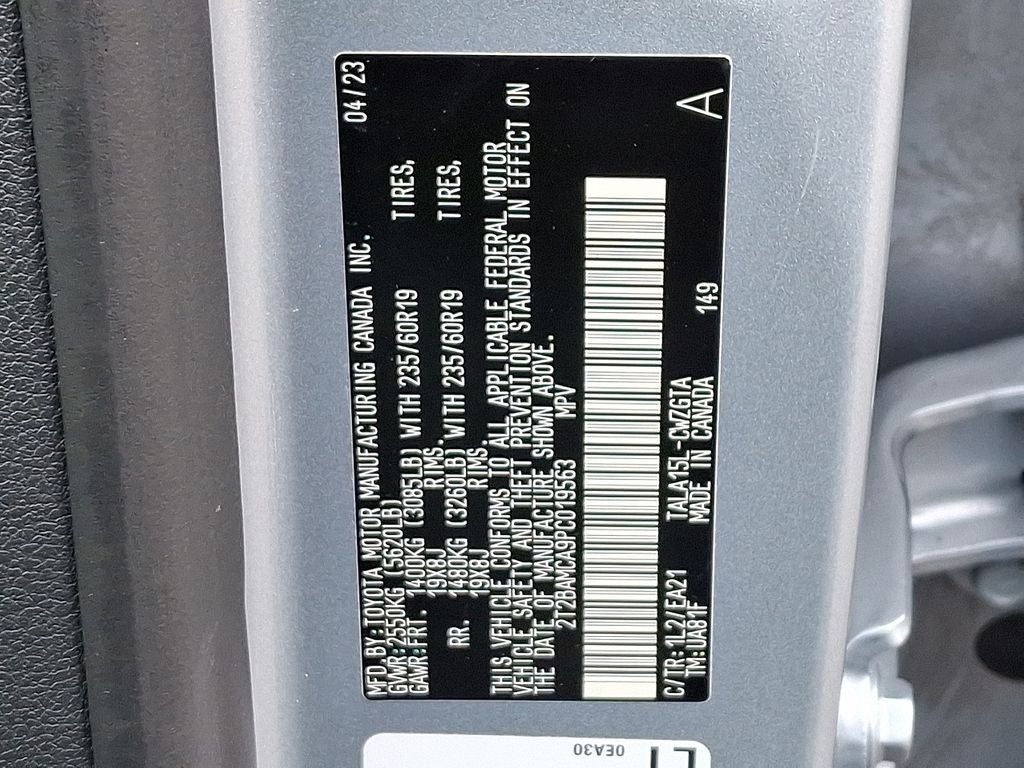 04/23
MFD.BY:TOYOTA MOTOR MANUFACTURING CANADA INC.
GVWR:2550KG (5620LB)
GAWR:FRT. 1400KG (3085LB) WITH 235/60R19 TIRES,
19X8J RIMS.
RR. 1480KG (3260LB) WITH 235/60R19 TIRES,
19X8J RIMS.
THIS VEHICLE CONFORMS TO ALL APPLICABLE FEDERAL MOTOR
VEHICLE SAFETY AND THEFT PREVENTION STANDARDS IN EFFECT ON
THE DATE OF MANUFACTURE SHOWN ABOVE.
2T2BAMCA9PC019563 MPV
C/TR:1L2/EA21 TALA15L-CWZGTA 149 A
TM:UA81F MADE IN CANADA
0EA30